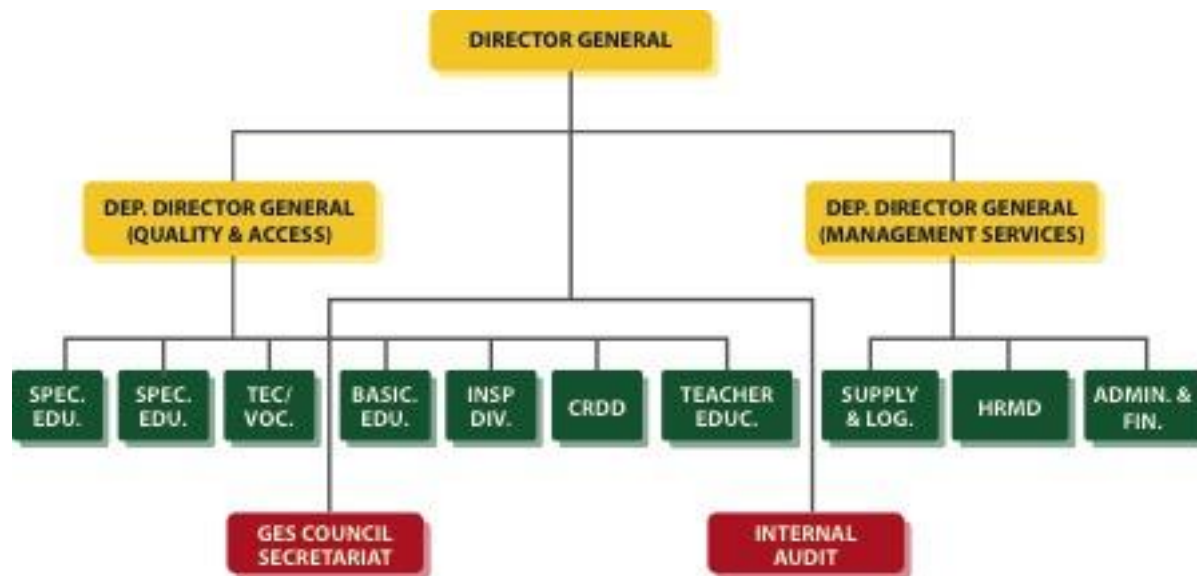 DIRECTOR GENERAL
DEP. DIRECTOR GENERAL
(QUALITY & ACCESS)
DEP. DIRECTOR GENERAL
(MANAGEMENT SERVICES)
SPEC.
EDU.
SPEC.
EDU.
TEC/
VOC.
BASIC.
EDU.
INSP
DIV.
CRDD
TEACHER
EDUC.
SUPPLY
& LOG.
HRMD
ADMIN. &
FIN.
GES COUNCIL
SECRETARIAT
INTERNAL
AUDIT